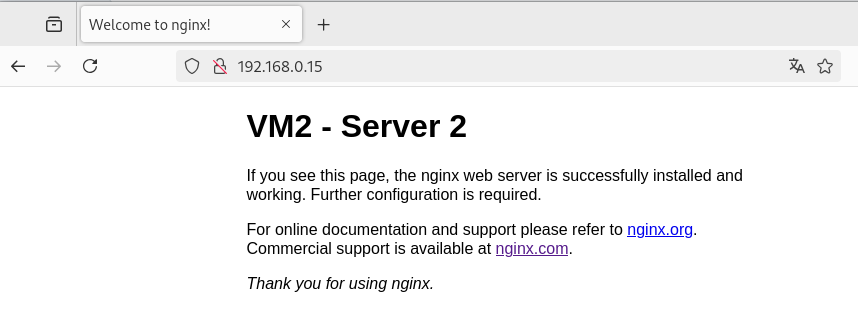 Welcome to nginx!
192.168.0.15
VM2 - Server 2
If you see this page, the nginx web server is successfully installed and
working. Further configuration is required.
For online documentation and support please refer to nginx.org.
Commercial support is available at nginx.com.
Thank you for using nginx.